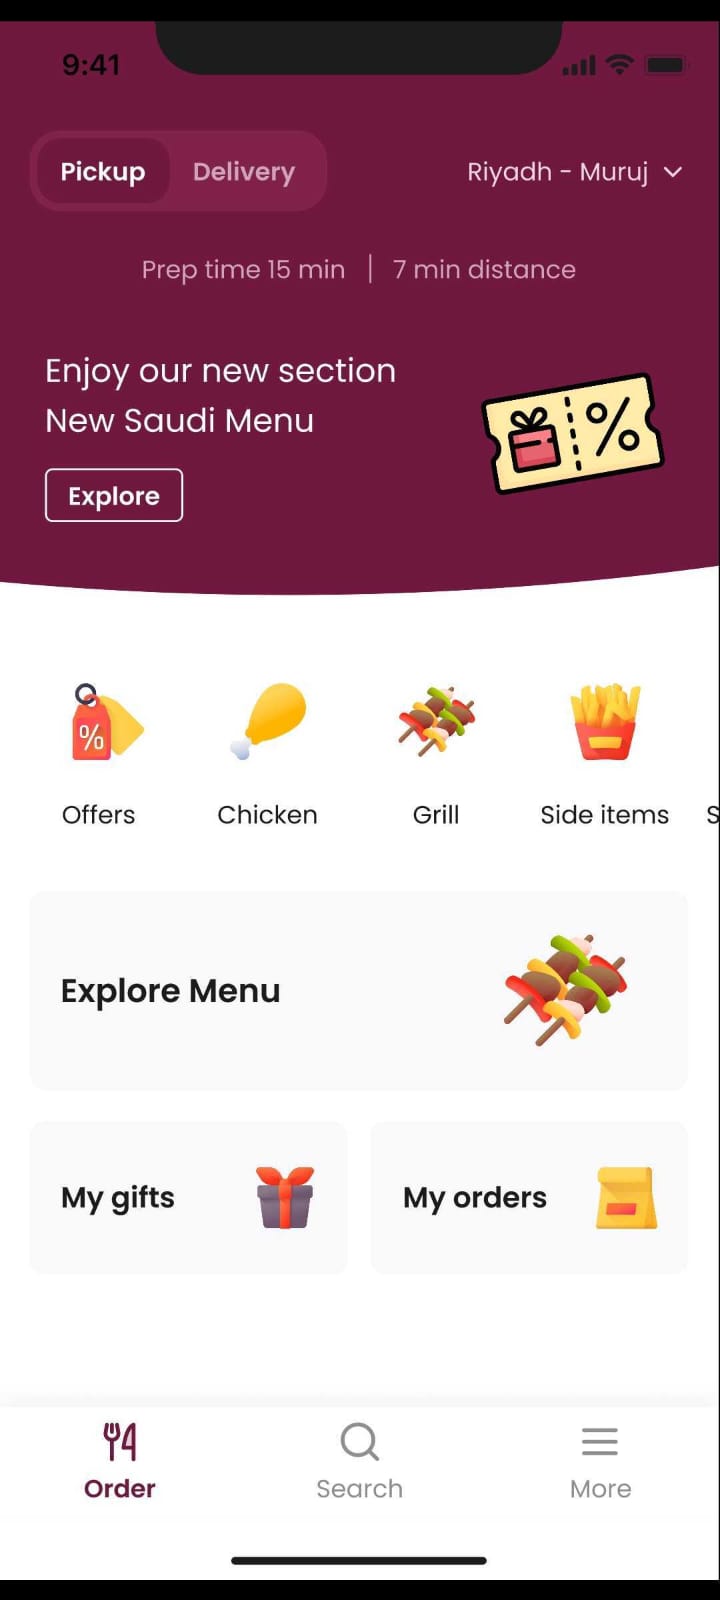 9:41
Pickup Delivery Riyadh - Muruj
Prep time 15 min | 7 min distance
Enjoy our new section
New Saudi Menu
%
Explore
%
Offers Chicken Grill Side items S
Explore Menu
My gifts My orders
Order Search More